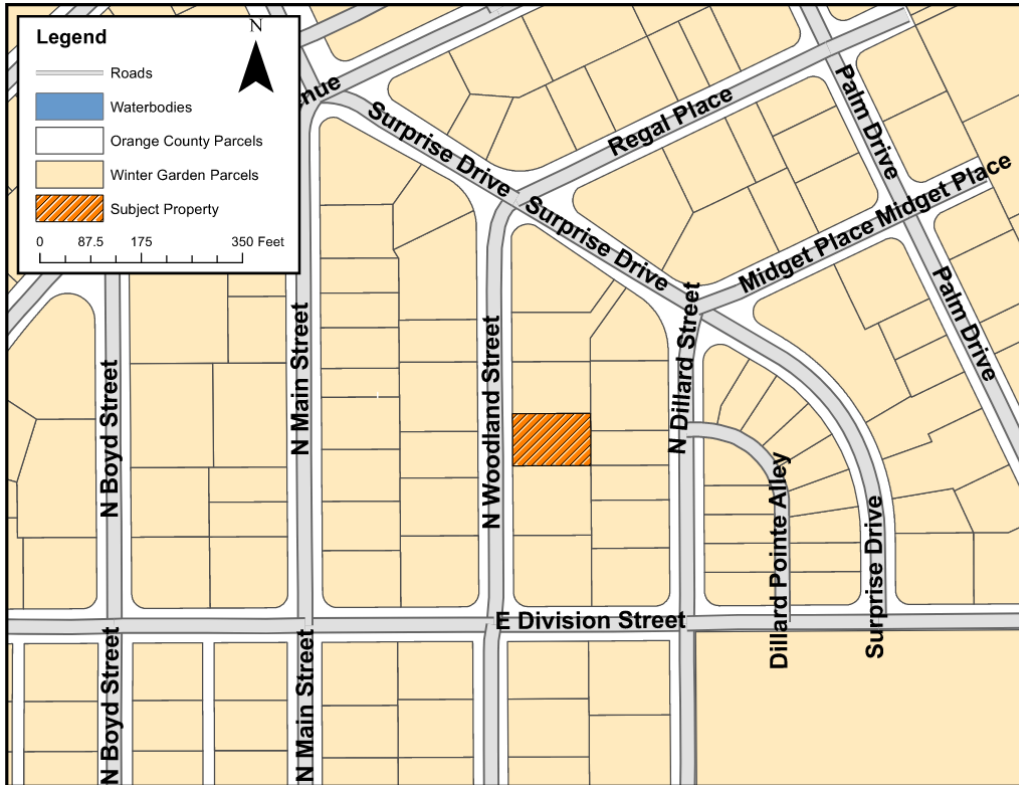 Legend
N
Roads
Waterbodies
Orange County Parcels
Winter Garden Parcels
Subject Property
0 87.5 175 350 Feet
nue
Surprise Drive
Regal Place
Palm Drive
Surprise Drive
Midget Place
Midget Place
Palm Drive
N Boyd Street
N Main Street
N Woodland Street
N Dillard Street
Dillard Pointe Alley
Surprise Drive
E Division Street
N Boyd Street
N Main Street